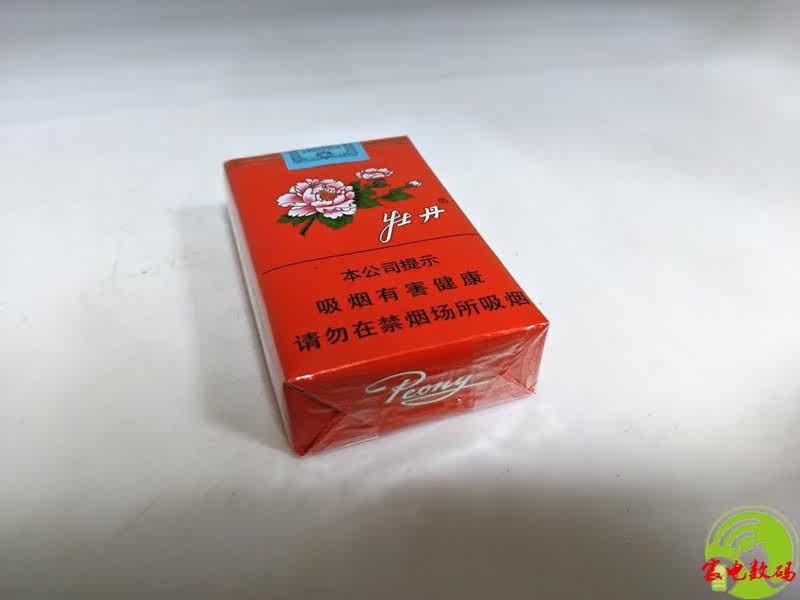 牡丹®
本公司提示
吸烟有害健康
请勿在禁烟场所吸烟
Peony
家电数码